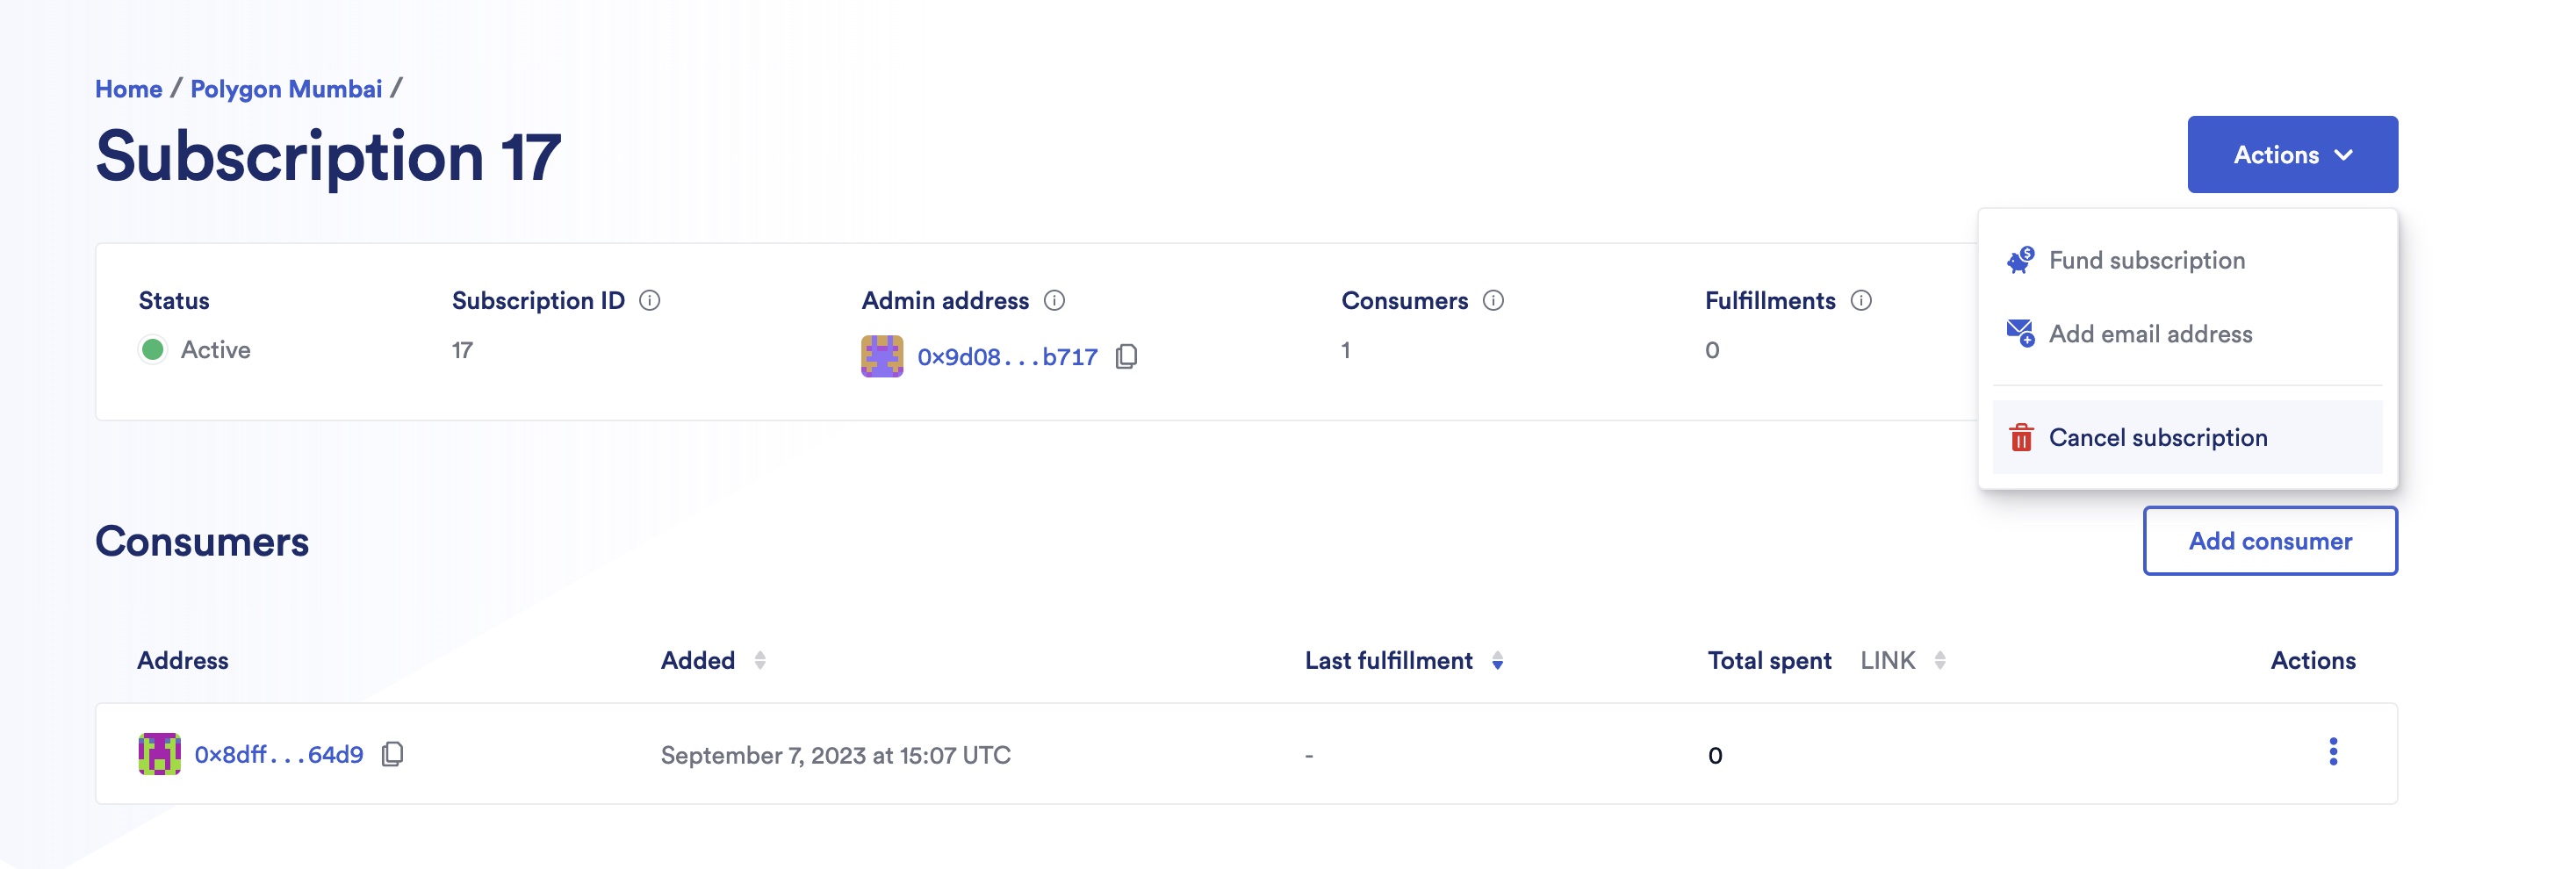 Home / Polygon Mumbai /
Subscription 17
Actions
Fund subscription
Add email address
Cancel subscription
Status Subscription ID Admin address Consumers Fulfillments
Active 17 0x9d08...b717 1 0
Consumers
Add consumer
Address Added Last fulfillment Total spent LINK Actions
0x8dff...64d9 September 7, 2023 at 15:07 UTC - 0